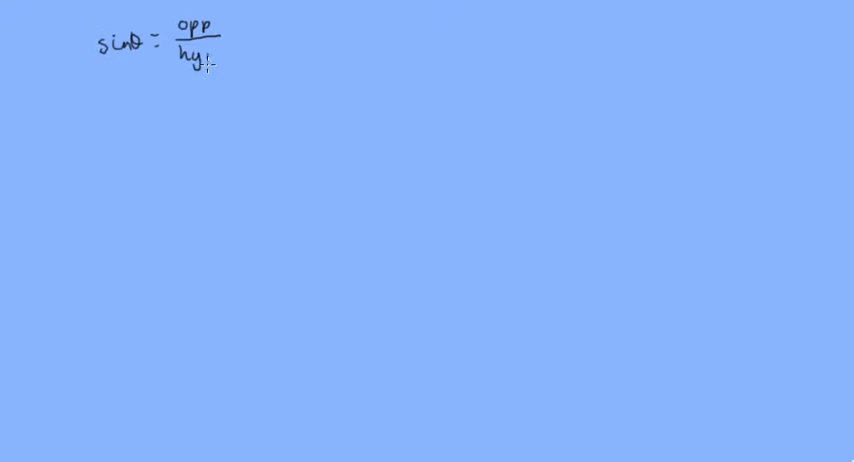 sinθ = opp/hy